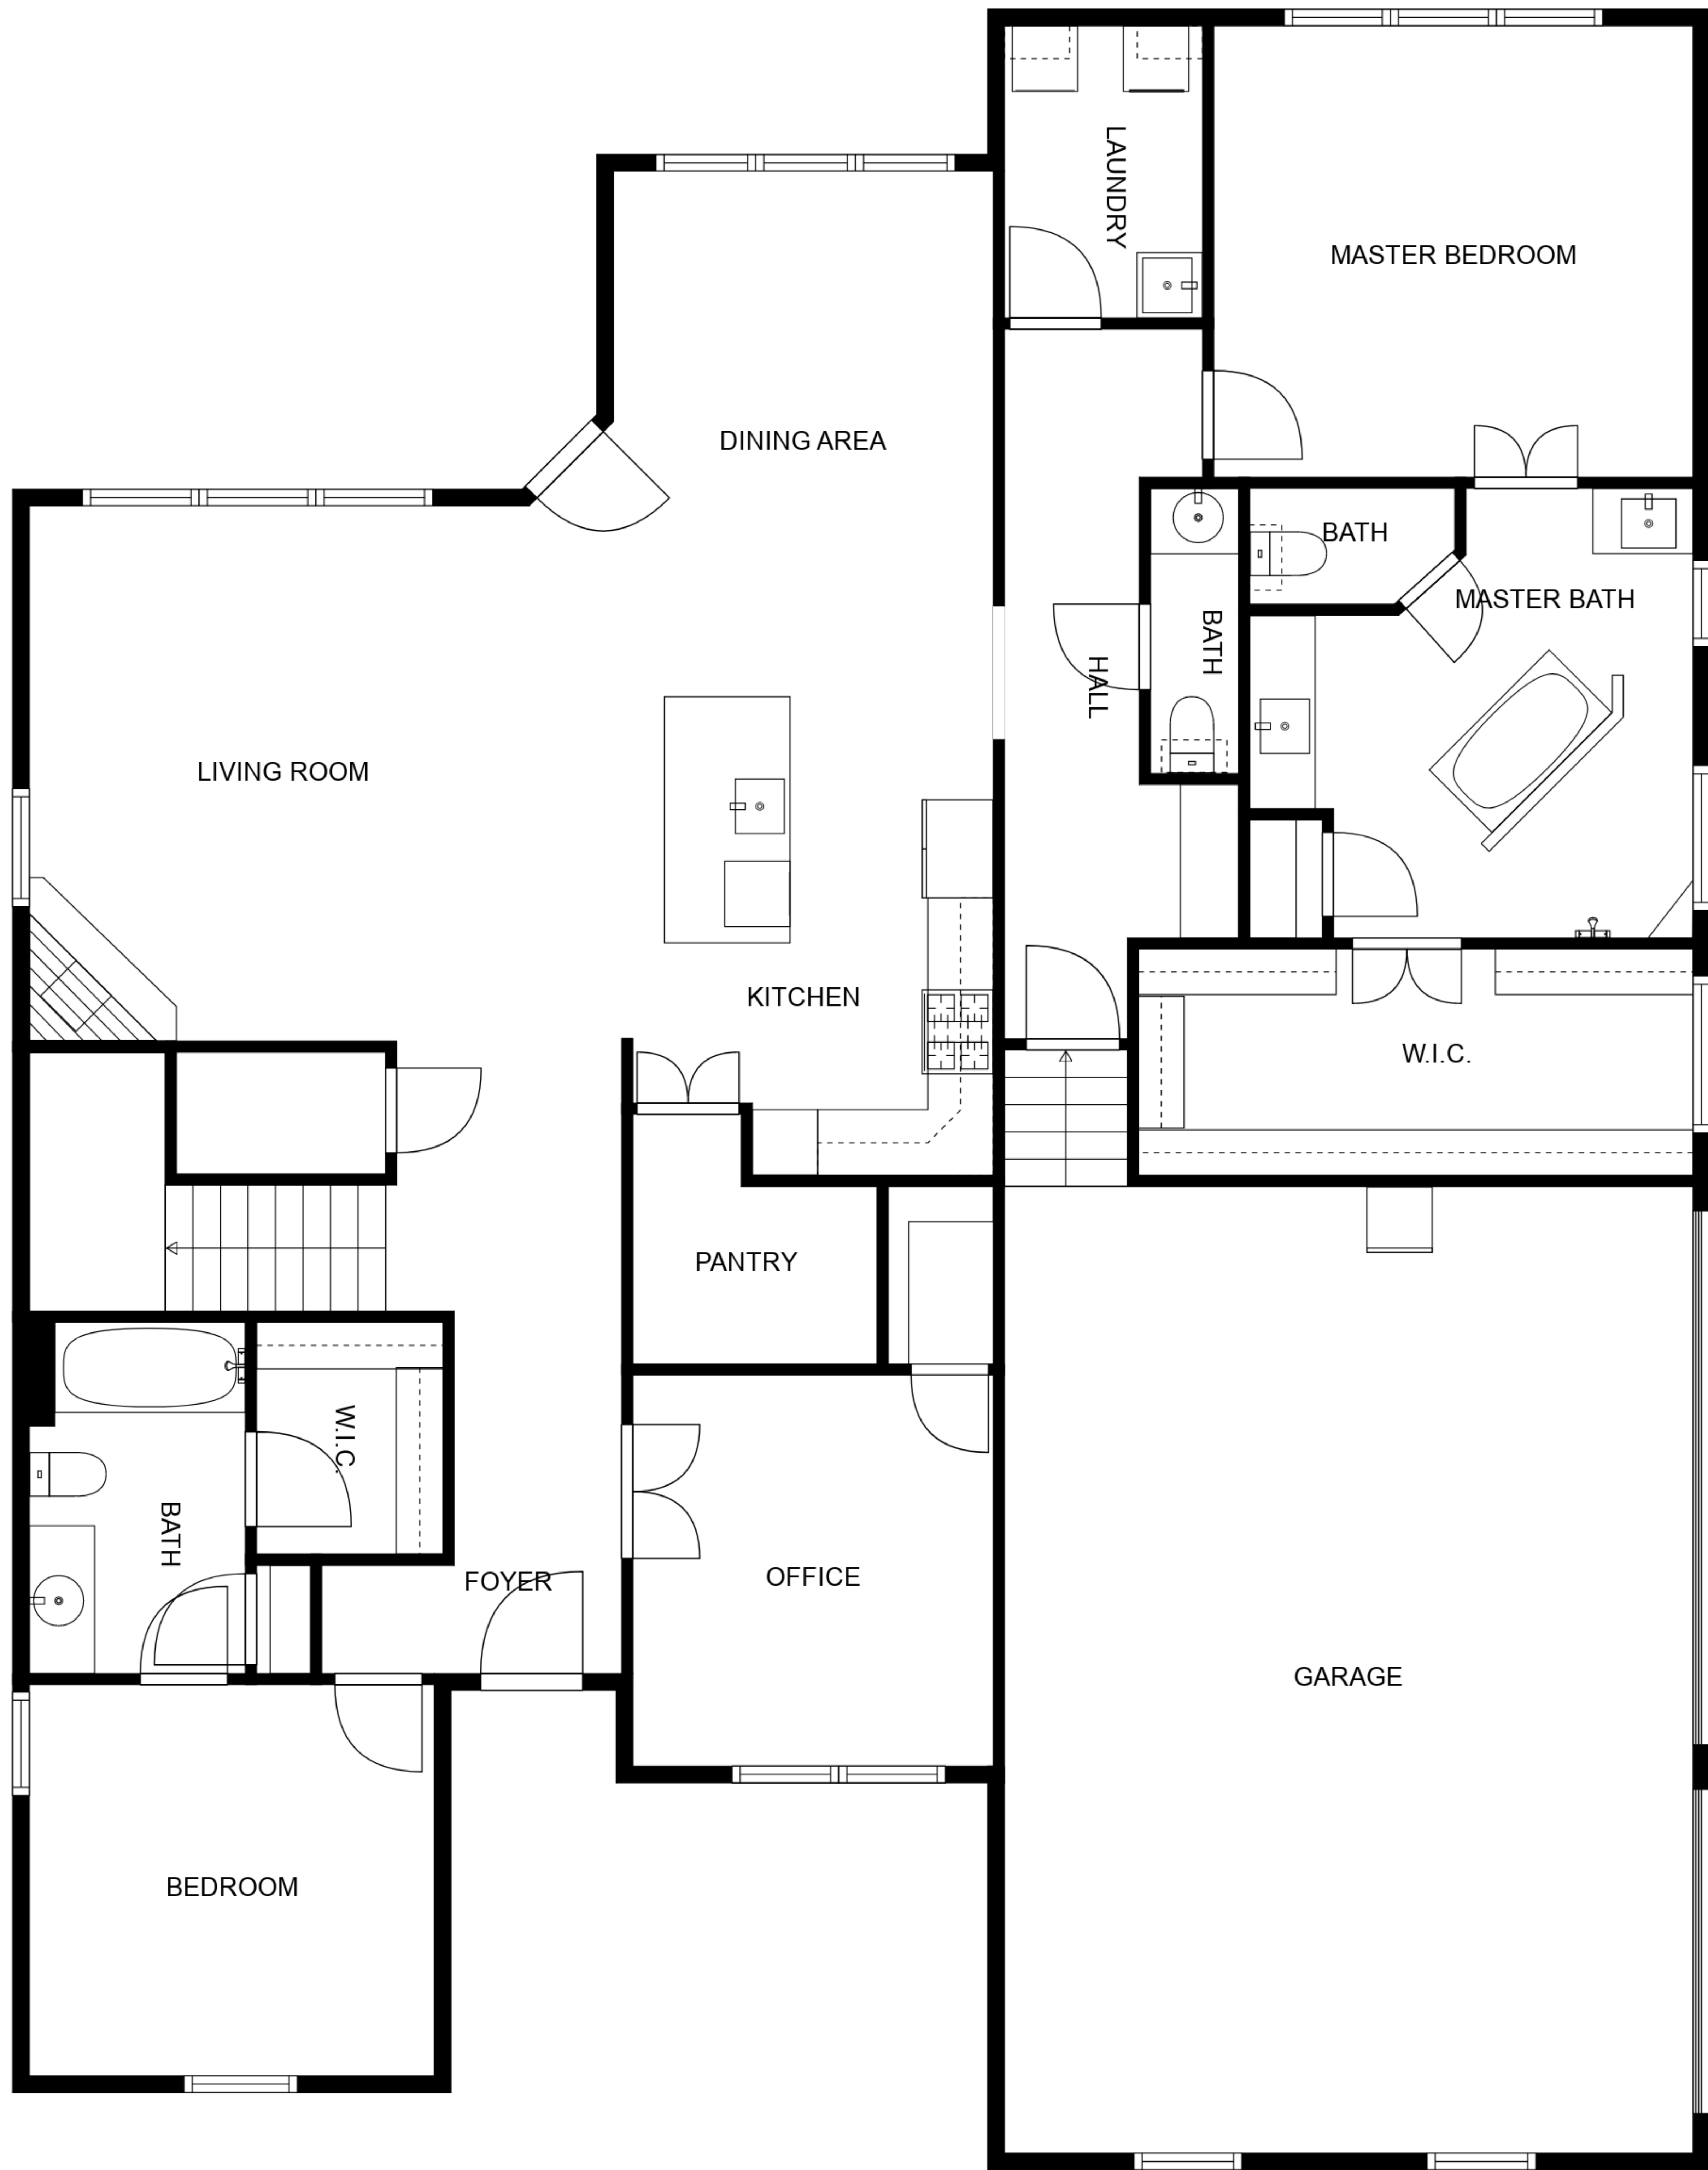 LAUNDRY
MASTER BEDROOM
DINING AREA
BATH
MASTER BATH
BATH
HALL
LIVING ROOM
KITCHEN
W.I.C.
PANTRY
W.I.C.
BATH
FOYER
OFFICE
GARAGE
BEDROOM